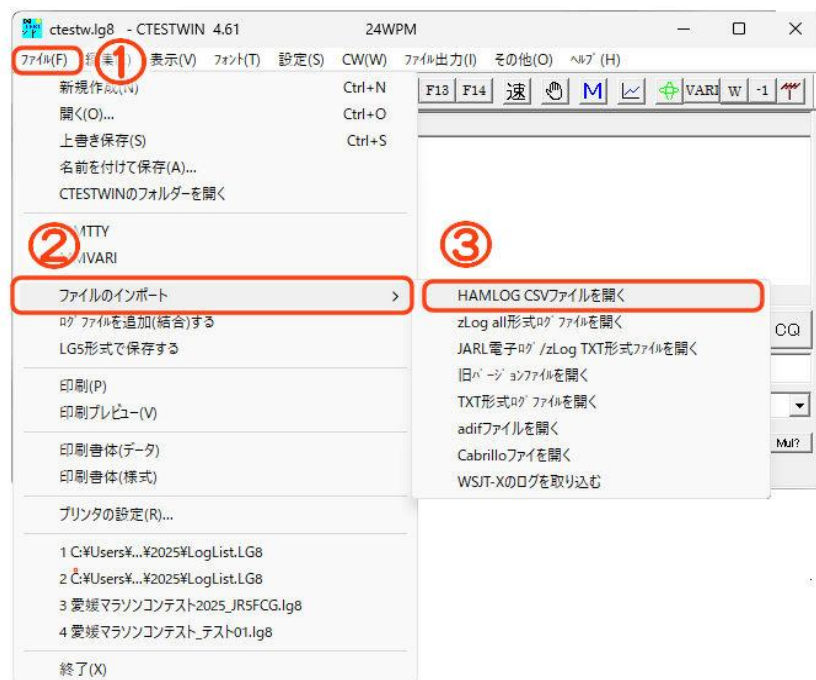 ctestw.lg8 - CTESTWIN 4.61 24WPM
ファイル(F) 表示(V) フォント(T) 設定(S) CW(W) ファイル出力(I) その他(O) ヘルプ(H)
①
新規作成(N) Ctrl+N
F13 F14 速 M VARI W -1
開く(O)... Ctrl+O
上書き保存(S) Ctrl+S
名前を付けて保存(A)...
CTESTWINのフォルダーを開く
② ③
MTTY
MVARI
ファイルのインポート >
ログファイルを追加(結合)する
LG5形式で保存する
印刷(P)
印刷プレビュー(V)
印刷書体(データ)
印刷書体(様式)
プリンタの設定(R)...
1 C:¥Users¥...¥2025¥LogList.LG8
2 C:¥Users¥...¥2025¥LogList.LG8
3 愛媛マラソンコンテスト2025_JR5FCG.lg8
4 愛媛マラソンコンテスト_テスト01.lg8
終了(X)
HAMLOG CSVファイルを開く
zLog all形式ログファイルを開く
JARL電子ログ/zLog TXT形式ファイルを開く
旧バージョンファイルを開く
TXT形式ログファイルを開く
adifファイルを開く
Cabrilloファイを開く
WSJT-Xのログを取り込む
CQ
Mul?